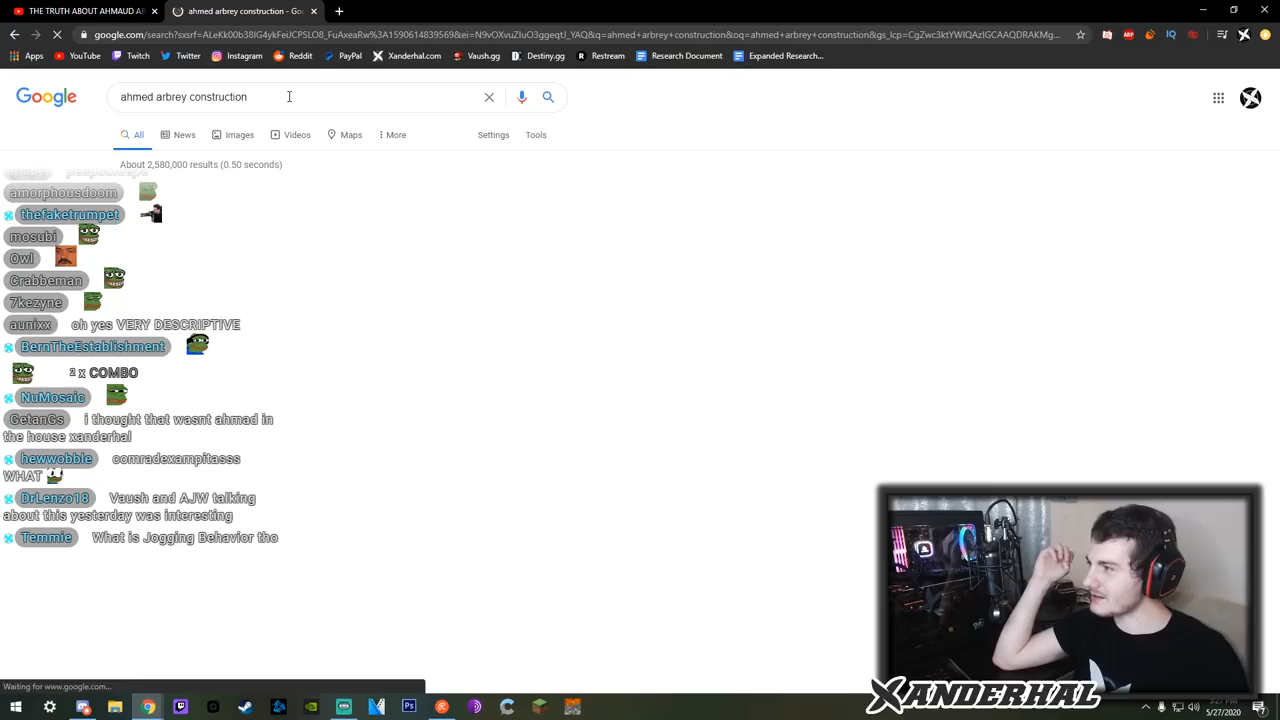 THE TRUTH ABOUT AHMAUD AR
ahmed arbrey construction - Goo
google.com/search?sxsrf=ALeKk00b38IG4ykFeiJCPSLO8_FuAxeaRw%3A1590614839569&ei=N9vOXvuZIuO3ggeqtJ_YAQ&q=ahmed+arbrey+construction&oq=ahmed+arbrey+construction&gs_lcp=CgZwc3ktYWIQAzIGCAAQDRAKMg...
Apps YouTube Twitch Twitter Instagram Reddit PayPal Xanderhal.com Vaush.gg Destiny.gg Restream Research Document Expanded Research...
Google
ahmed arbrey construction
All News Images Videos Maps More Settings Tools
About 2,580,000 results (0.50 seconds)
amorphousdoom
thefaketrumpet
mosubi
Owl
Crabbeman
7kezyne
aunixx oh yes VERY DESCRIPTIVE
BernTheEstablishment
2 x COMBO
NuMosaic
GetanGs i thought that wasnt ahmad in
the house xanderhal
hewwobble comradexampitasss
WHAT
DrLenzo18 Vaush and AJW talking
about this yesterday was interesting
Temmie What is Jogging Behavior tho
Waiting for www.google.com...
XANDERHAL
5:27 PM
5/27/2020